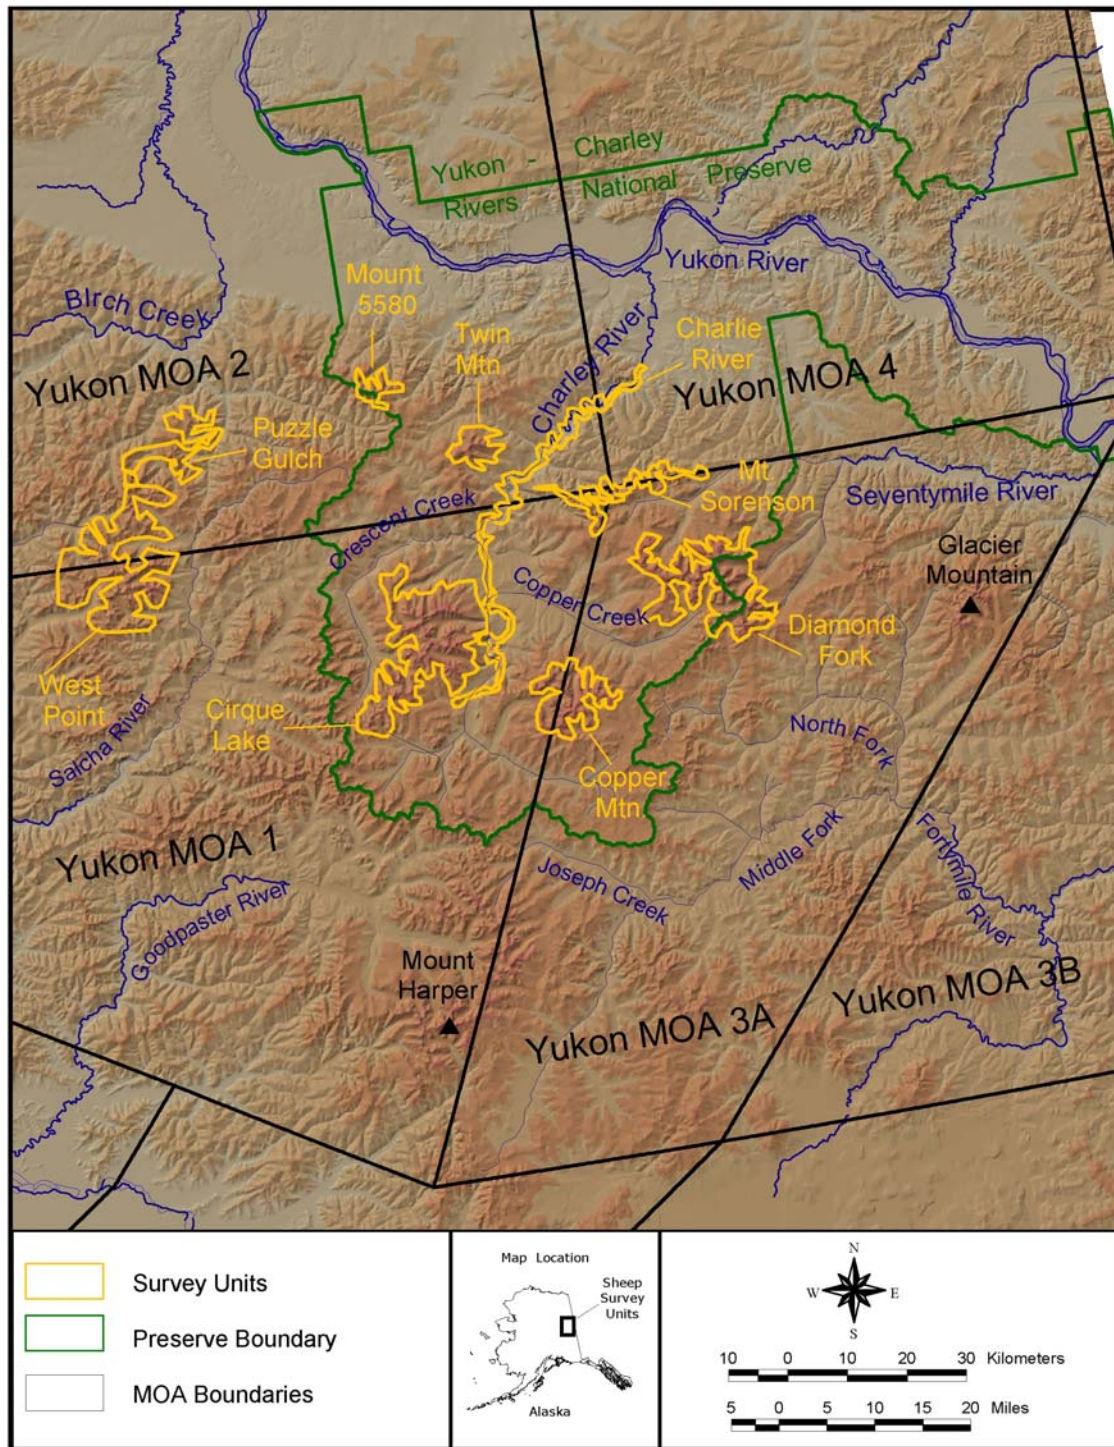 Yukon - Charley
Rivers National Preserve
Yukon River
Mount
5580
BIrch Creek
Twin
Mtn.
Charley River
Charlie
River
Yukon MOA 2
Yukon MOA 4
Puzzle
Gulch
Mt.
Sorenson
Seventymile River
Crescent Creek
Glacier
Mountain
Copper Creek
Diamond
Fork
West
Point
Cirque
Lake
Salcha River
North Fork
Copper
Mtn.
Yukon MOA 1
Middle Fork
Fortymile River
Joseph Creek
Goodpaster River
Mount
Harper
Yukon MOA 3A
Yukon MOA 3B
Survey Units
Preserve Boundary
MOA Boundaries
Map Location
Sheep
Survey
Units
Alaska
N
W E
S
10 0 10 20 30 Kilometers
5 0 5 10 15 20 Miles